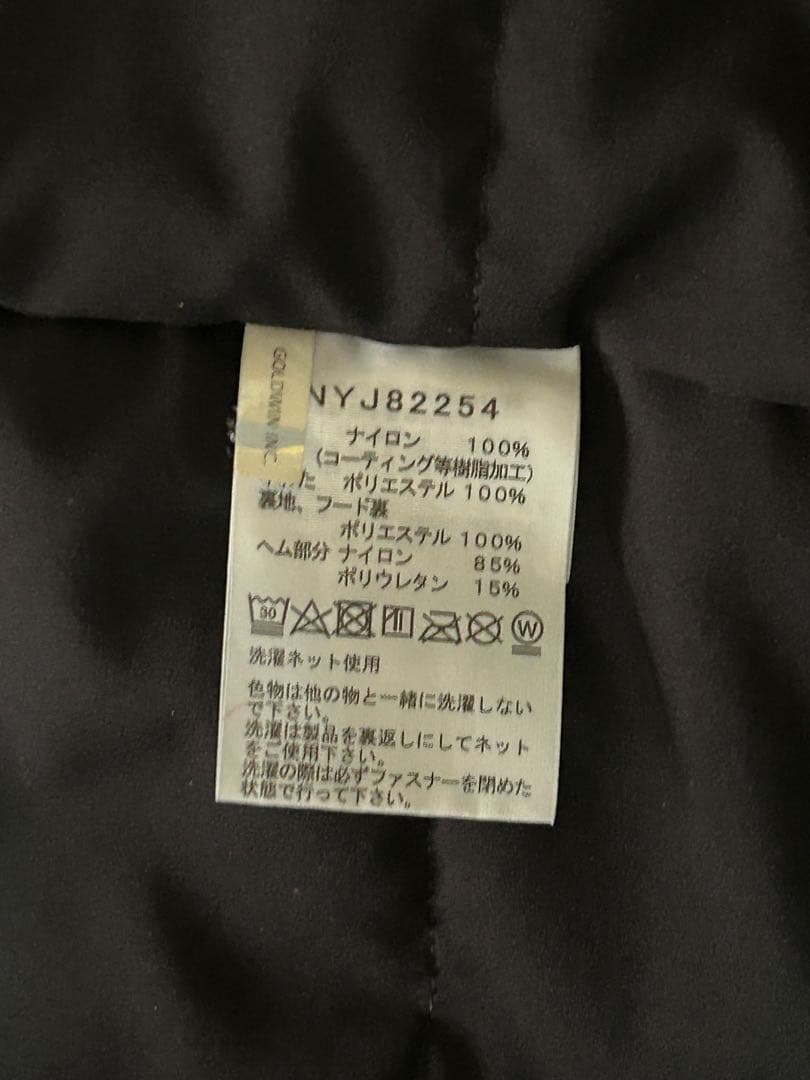 GOLDWIN INC.
NYJ82254
ナイロン 100%
(コーティング等樹脂加工)
わた ポリエステル 100%
裏地、フード裏
ポリエステル 100%
ヘム部分 ナイロン 85%
ポリウレタン 15%
30 W
洗濯ネット使用
色物は他の物と一緒に洗濯しない
で下さい。
洗濯は製品を裏返しにしてネット
をご使用下さい。
洗濯の際は必ずファスナーを閉めた
状態で行って下さい。